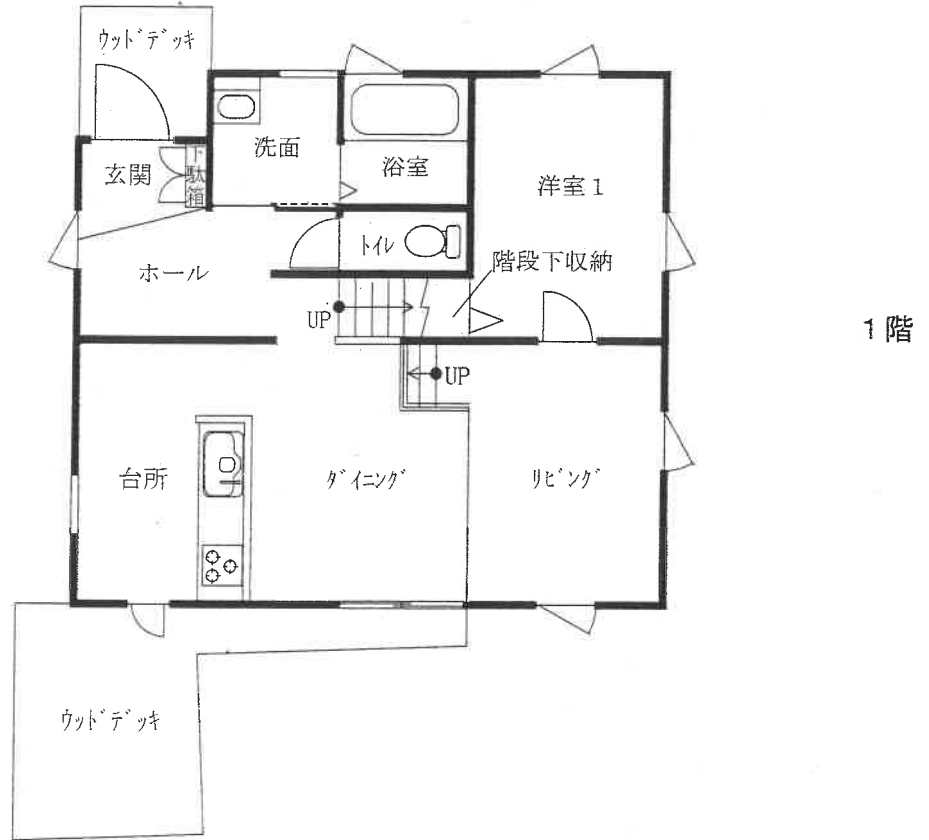 ｳｯﾄﾞﾃﾞｯｷ
玄関
下駄箱
洗面
浴室
洋室１
ﾄｲﾚ
ホール
階段下収納
UP
1階
UP
台所
ﾀﾞｲﾆﾝｸﾞ
ﾘﾋﾞﾝｸﾞ
ｳｯﾄﾞﾃﾞｯｷ